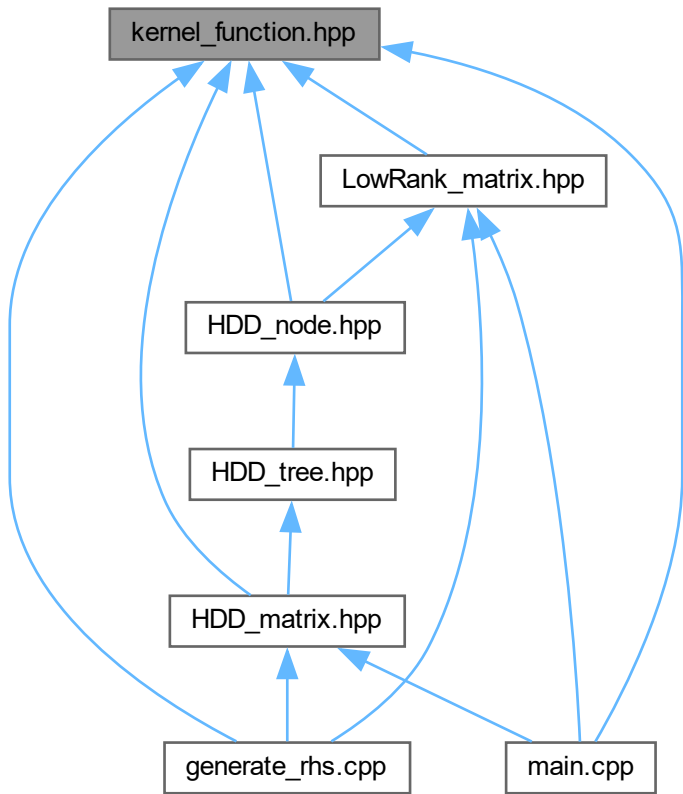 kernel_function.hpp
LowRank_matrix.hpp
HDD_node.hpp
HDD_tree.hpp
HDD_matrix.hpp
generate_rhs.cpp
main.cpp